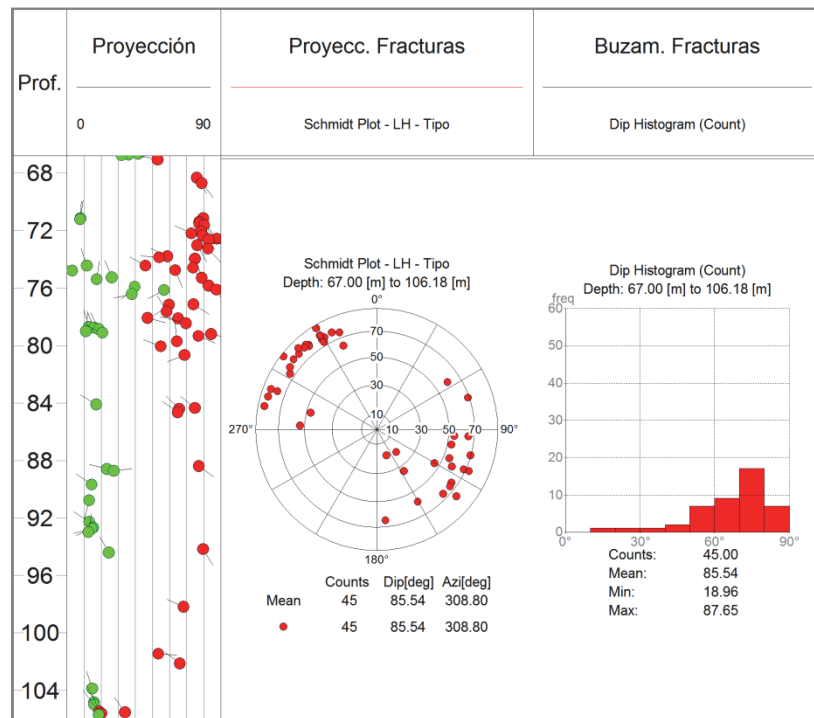 Prof.
Proyección
0 90
Proyecc. Fracturas
Schmidt Plot - LH - Tipo
Buzam. Fracturas
Dip Histogram (Count)
68
72
76
80
84
88
92
96
100
104
Schmidt Plot - LH - Tipo
Depth: 67.00 [m] to 106.18 [m]
0°
70
50
30
10
270° 10 30 50 70 90°
180°
Counts Dip[deg] Azi[deg]
Mean 45 85.54 308.80
45 85.54 308.80
Dip Histogram (Count)
Depth: 67.00 [m] to 106.18 [m]
freq
60
50
40
30
20
10
0
0° 30° 60° 90°
Counts: 45.00
Mean: 85.54
Min: 18.96
Max: 87.65